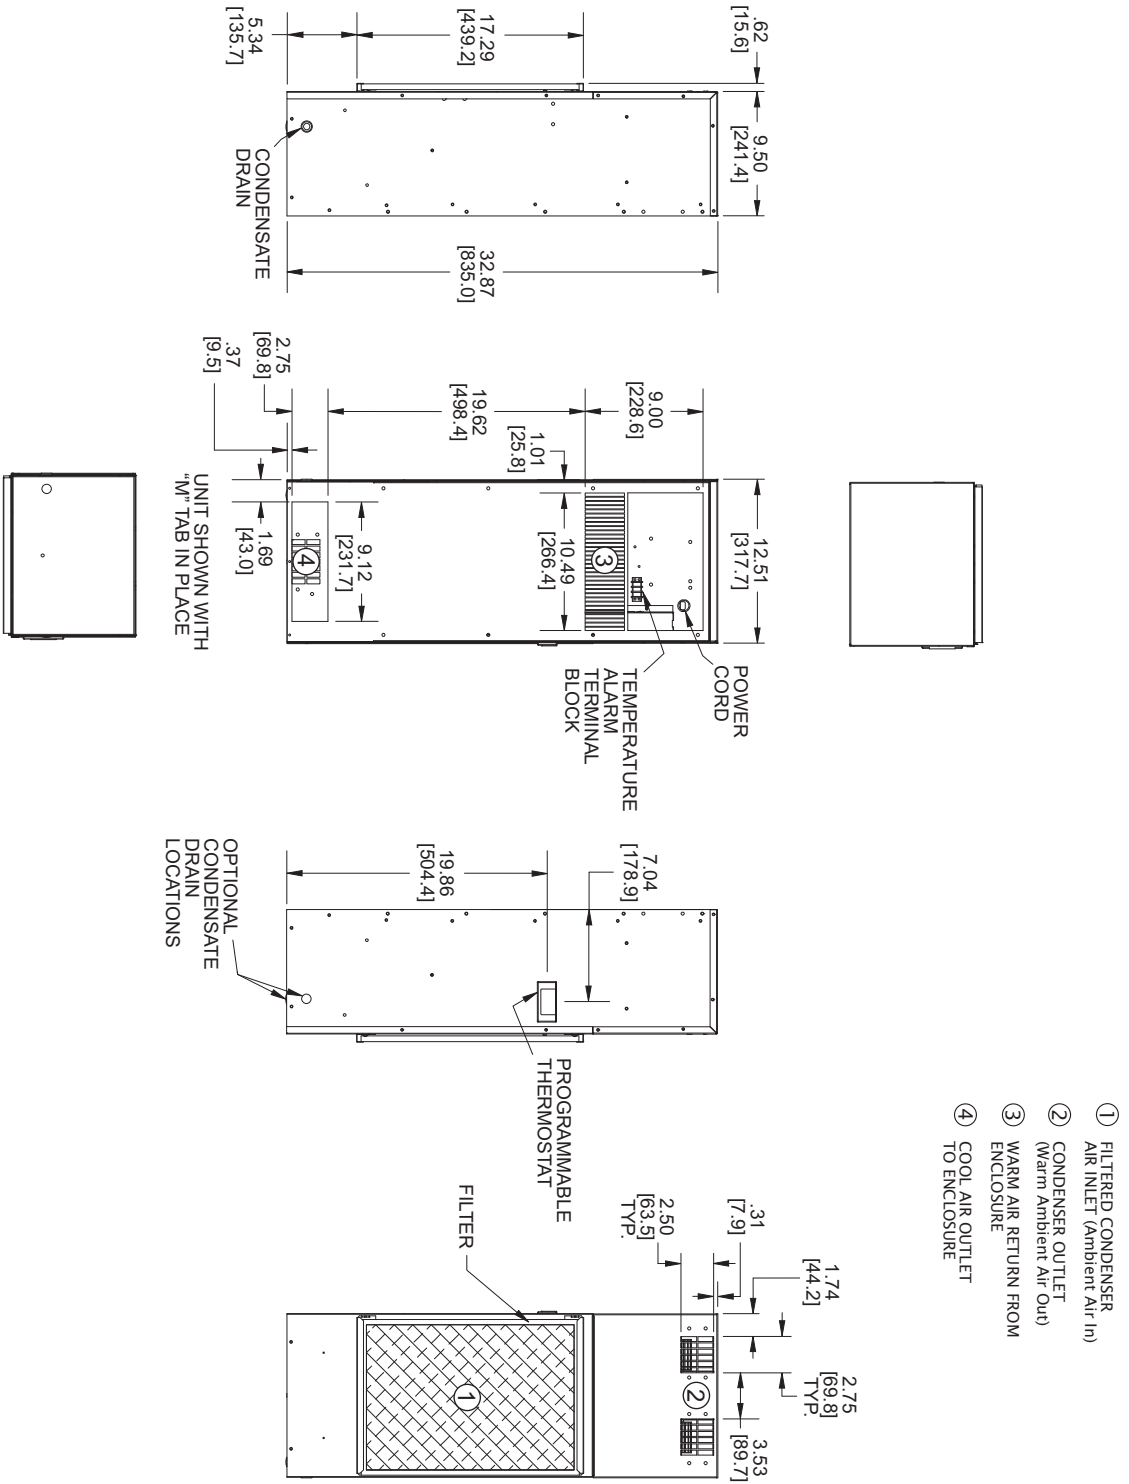 .62
[15.6]
17.29
[439.2]
5.34
[135.7]
9.50
[241.4]
CONDENSATE
DRAIN
32.87
[835.0]
12.51
[317.7]
9.00
[228.6]
1.01
[25.8]
19.62
[498.4]
2.75
[69.8]
.37
[9.5]
10.49
[266.4]
3
9.12
[231.7]
4
1.69
[43.0]
UNIT SHOWN WITH
"M" TAB IN PLACE
POWER
CORD
TEMPERATURE
ALARM
TERMINAL
BLOCK
7.04
[178.9]
19.86
[504.4]
OPTIONAL
CONDENSATE
DRAIN
LOCATIONS
PROGRAMMABLE
THERMOSTAT
1.74
[44.2]
.31
[7.9]
2.50
[63.5]
TYP.
2.75
[69.8]
TYP.
3.53
[89.7]
FILTER
2
1
1 FILTERED CONDENSER
AIR INLET (Ambient Air In)
2 CONDENSER OUTLET
(Warm Ambient Air Out)
3 WARM AIR RETURN FROM
ENCLOSURE
4 COOL AIR OUTLET
TO ENCLOSURE